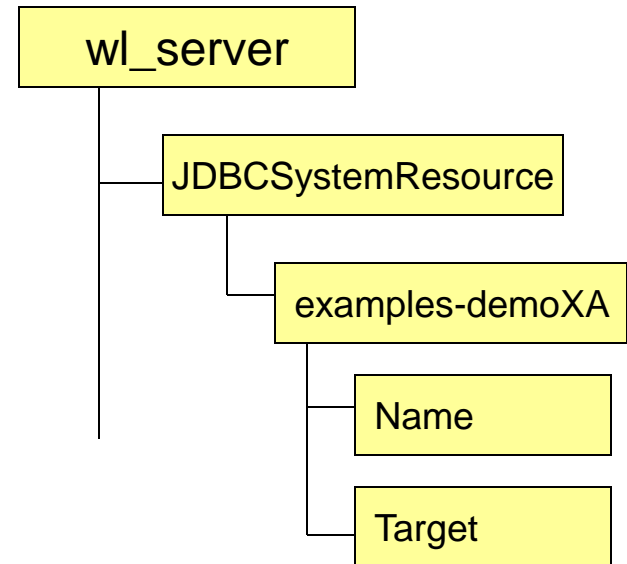 wl_server
JDBCSystemResource
examples-demoXA
Name
Target